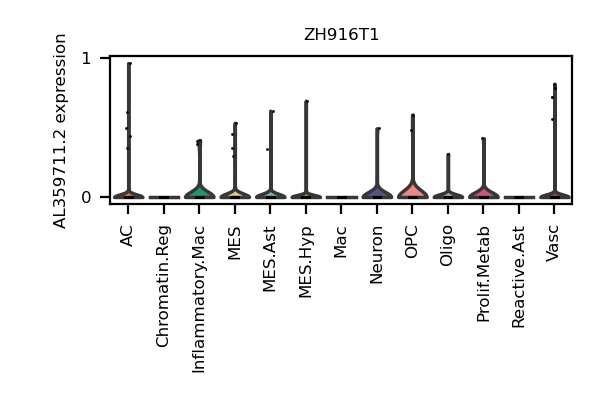 ZH916T1
AL359711.2 expression
1
0
AC
Chromatin.Reg
Inflammatory.Mac
MES
MES.Ast
MES.Hyp
Mac
Neuron
OPC
Oligo
Prolif.Metab
Reactive.Ast
Vasc